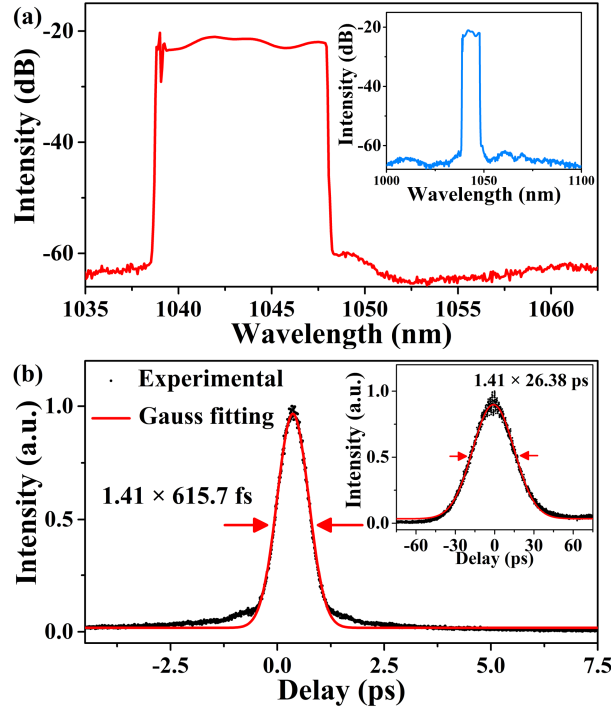 (a)
-20
-40
-60
Intensity (dB)
1035
1040
1045
1050
1055
1060
Wavelength (nm)
-20
-40
-60
Intensity (dB)
1000
1050
1100
Wavelength (nm)
(b)
Experimental
Gauss fitting
1.41 × 615.7 fs
1.0
0.5
0.0
Intensity (a.u.)
-2.5
0.0
2.5
5.0
7.5
Delay (ps)
1.41 × 26.38 ps
1.0
0.5
0.0
Intensity (a.u.)
-60
-30
0
30
60
Delay (ps)